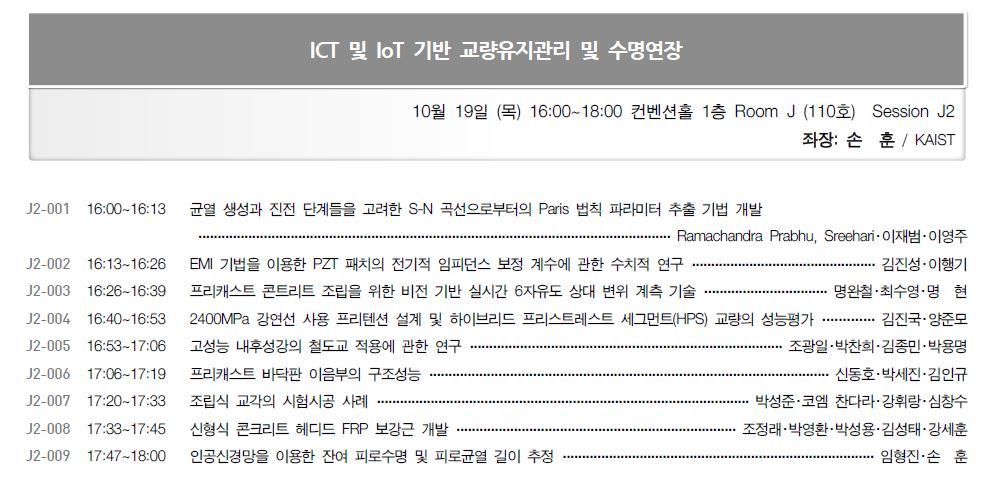 ICT 및 IoT 기반 교량유지관리 및 수명연장
10월 19일 (목) 16:00~18:00 컨벤션홀 1층 Room J (110호) Session J2
좌장: 손 훈 / KAIST
J2-001 16:00~16:13 균열 생성과 진전 단계들을 고려한 S-N 곡선으로부터의 Paris 법칙 파라미터 추출 기법 개발
Ramachandra Prabhu, Sreehari·이재범·이영주
J2-002 16:13~16:26 EMI 기법을 이용한 PZT 패치의 전기적 임피던스 보정 계수에 관한 수치적 연구 김진성·이행기
J2-003 16:26~16:39 프리캐스트 콘트리트 조립을 위한 비전 기반 실시간 6자유도 상대 변위 계측 기술 명완철·최수영·명 현
J2-004 16:40~16:53 2400MPa 강연선 사용 프리텐션 설계 및 하이브리드 프리스트레스트 세그먼트(HPS) 교량의 성능평가 김진국·양준모
J2-005 16:53~17:06 고성능 내후성강의 철도교 적용에 관한 연구 조광일·박찬희·김종민·박용명
J2-006 17:06~17:19 프리캐스트 바닥판 이음부의 구조성능 신동호·박세진·김인규
J2-007 17:20~17:33 조립식 교각의 시험시공 사례 박성준·코엠 찬다라·강휘랑·심창수
J2-008 17:33~17:45 신형식 콘크리트 헤디드 FRP 보강근 개발 조정래·박영환·박성용·김성태·강세훈
J2-009 17:47~18:00 인공신경망을 이용한 잔여 피로수명 및 피로균열 길이 추정 임형진·손 훈